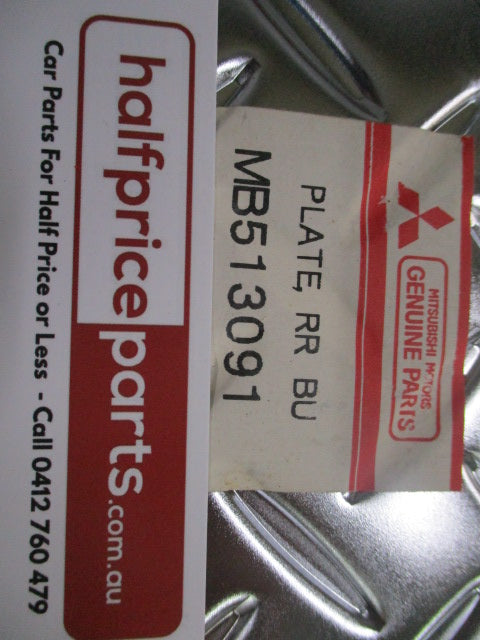 MITSUBISHI MOTORS
GENUINE PARTS
PLATE, RR BU
MB513091
halfpriceparts.com.au
Car Parts For Half Price or Less - Call 0412 760 479